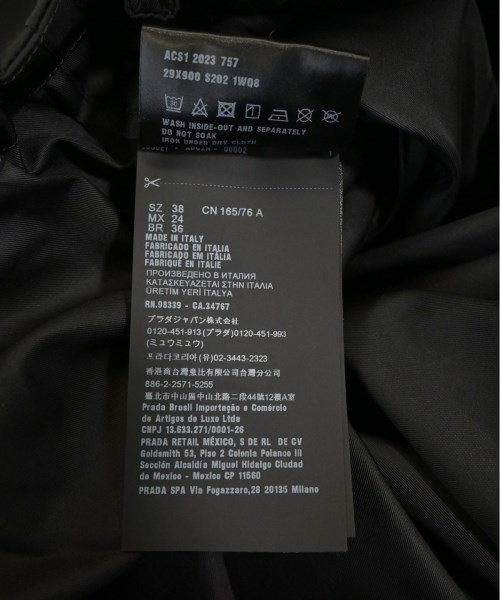 ACS1 2023 757
29X900 S202 1WQ8
WASH INSIDE-OUT AND SEPARATELY
DO NOT SOAK
IRON UNDER DRY CLOTH
00002
SZ 38 CN 165/76 A
MX 24
BR 36
MADE IN ITALY
FABRICADO EN ITALIA
FABRICADO EM ITÁLIA
FABRIQUÉ EN ITALIE
ПРОИЗВЕДЕНО В ИТАЛИЯ
ΚΑΤΑΣΚΕΥΑΖΕΤΑΙ ΣΤΗΝ ΙΤΑΛΙΑ
ÜRETİM YERİ İTALYA
RN.98339 - CA.34767
プラダジャパン株式会社
0120-451-913 (プラダ) 0120-451-993
(ミュウミュウ)
프라다코리아(유)02-3443-2323
香港商台灣普比有限公司台灣分公司
886-2-2571-5255
臺北市中山區中山北路二段44號12樓A室
Prada Brasil Importação e Comércio
de Artigos de Luxo Ltda
CNPJ 13.633.271/0001-26
PRADA RETAIL MÉXICO, S DE RL DE CV
Goldsmith 53, Piso 2 Colonia Polanco III
Sección Alcaldía Miguel Hidalgo Ciudad
de Mexico - Mexico CP 11560
PRADA SPA Via Fogazzaro,28 20135 Milano